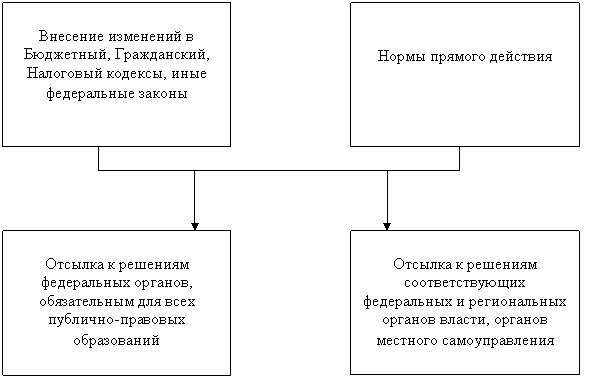 Внесение изменений в
Бюджетный, Гражданский,
Налоговый кодексы, иные
федеральные законы
Нормы прямого действия
Отсылка к решениям
федеральных органов,
обязательным для всех
публично-правовых
образований
Отсылка к решениям
соответствующих
федеральных и региональных
органов власти, органов
местного самоуправления